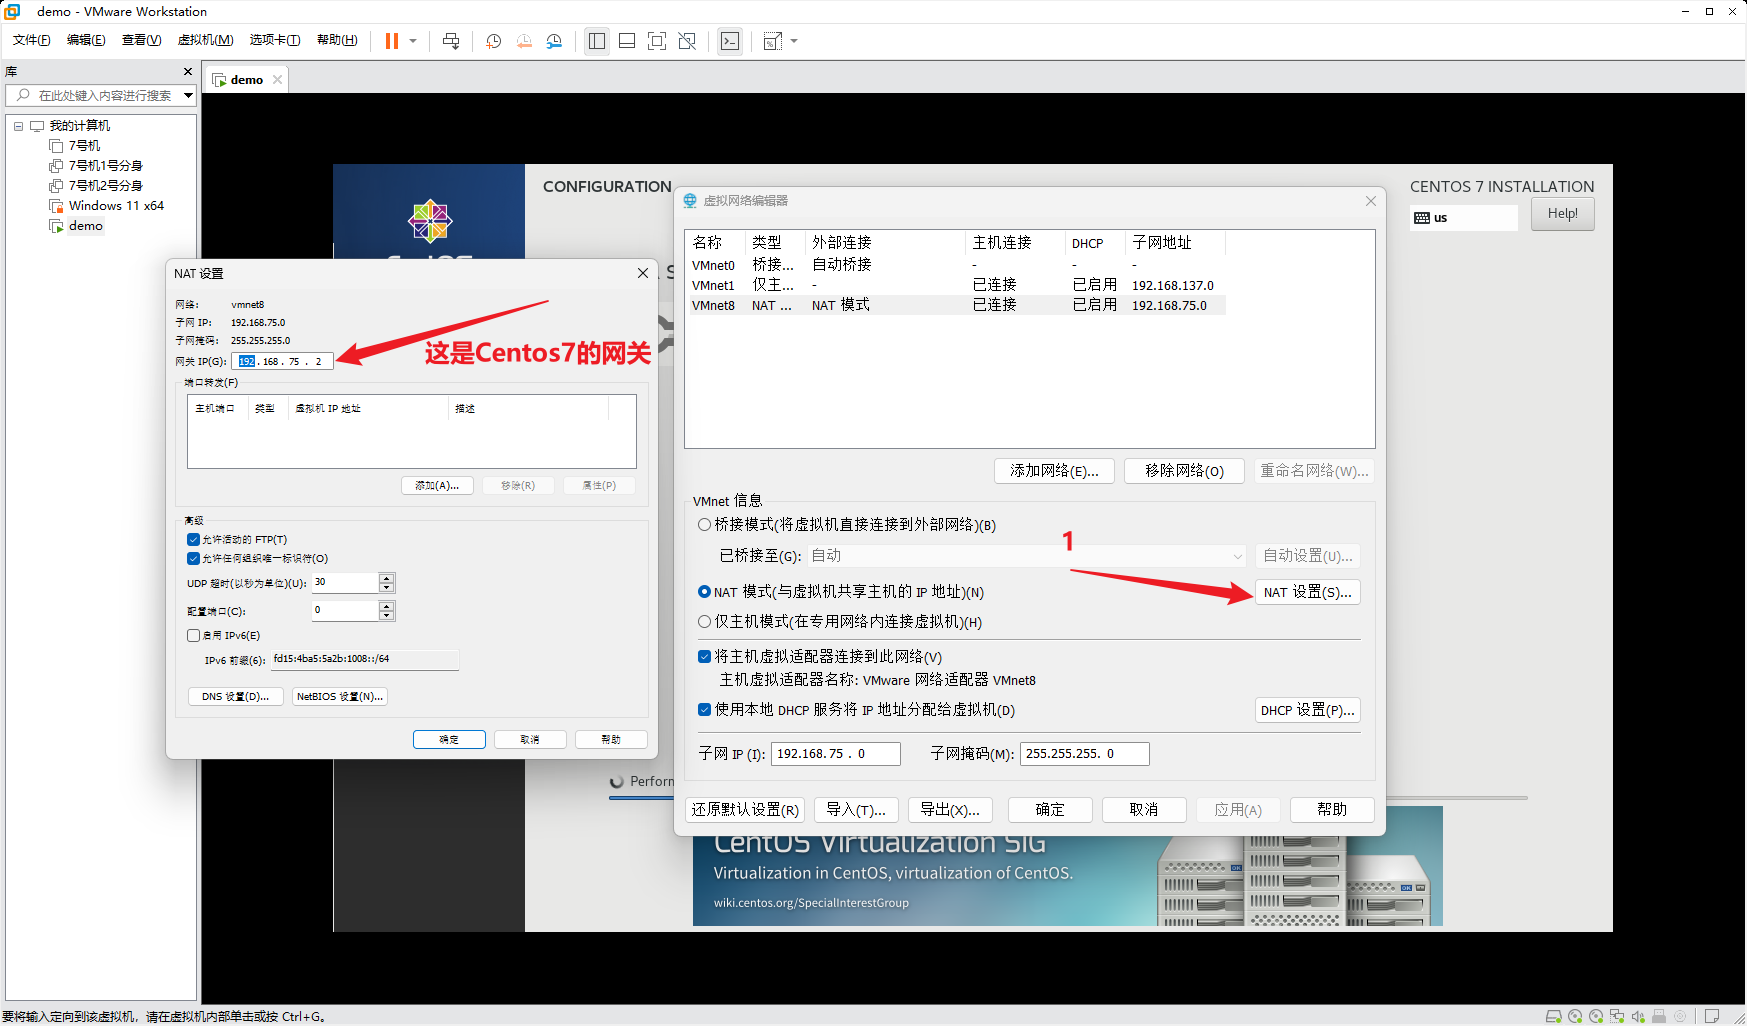 demo - VMware Workstation
文件(F) 编辑(E) 查看(V) 虚拟机(M) 选项卡(T) 帮助(H)
库
在此处键入内容进行搜索
我的计算机
7号机
7号机1号分身
7号机2号分身
Windows 11 x64
demo
demo
CONFIGURATION
CENTOS 7 INSTALLATION
us
Help!
NAT 设置
网络: vmnet8
子网 IP: 192.168.75.0
子网掩码: 255.255.255.0
网关 IP(G): 192 . 168 . 75 . 2
这是Centos7的网关
端口转发(F)
主机端口 类型 虚拟机 IP 地址 描述
添加(A)... 移除(R) 属性(P)
高级
允许活动的 FTP(T)
允许任何组织唯一标识符(O)
UDP 超时(以秒为单位)(U): 30
配置端口(C): 0
启用 IPv6(E)
IPv6 前缀(6): fd15:4ba5:5a2b:1008::/64
DNS 设置(D)... NetBIOS 设置(N)...
确定 取消 帮助
虚拟网络编辑器
名称 类型 外部连接 主机连接 DHCP 子网地址
VMnet0 桥接... 自动桥接 - - -
VMnet1 仅主... - 已连接 已启用 192.168.137.0
VMnet8 NAT ... NAT 模式 已连接 已启用 192.168.75.0
添加网络(E)... 移除网络(O) 重命名网络(W)...
VMnet 信息
桥接模式(将虚拟机直接连接到外部网络)(B)
1
已桥接至(G): 自动 自动设置(U)...
NAT 模式(与虚拟机共享主机的 IP 地址)(N) NAT 设置(S)...
仅主机模式(在专用网络内连接虚拟机)(H)
将主机虚拟适配器连接到此网络(V)
主机虚拟适配器名称: VMware 网络适配器 VMnet8
使用本地 DHCP 服务将 IP 地址分配给虚拟机(D) DHCP 设置(P)...
子网 IP (I): 192.168.75 . 0 子网掩码(M): 255.255.255. 0
还原默认设置(R) 导入(T)... 导出(X)... 确定 取消 应用(A) 帮助
Perform
CentOS Virtualization SIG
Virtualization in CentOS, virtualization of CentOS.
wiki.centos.org/SpecialInterestGroup
要将输入定向到该虚拟机，请在虚拟机内部单击或按 Ctrl+G。